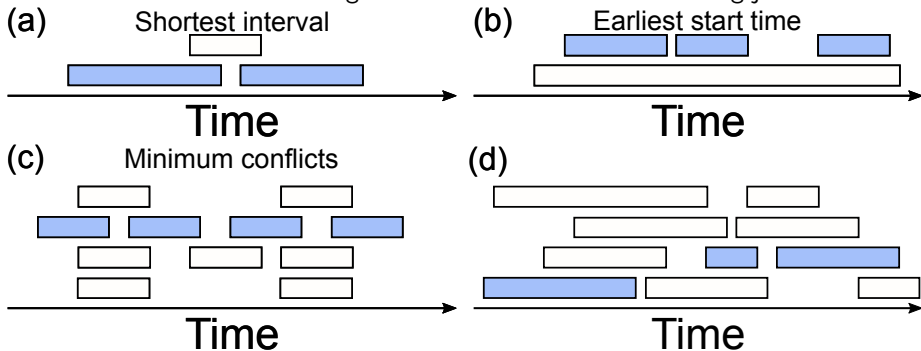 (a)
Shortest interval
Time
(b)
Earliest start time
Time
(c)
Minimum conflicts
Time
(d)
Time